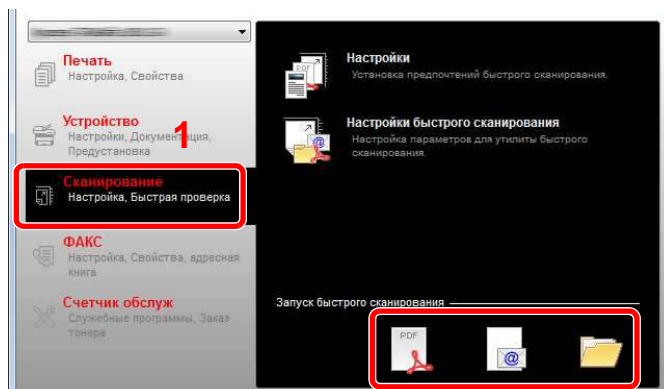 Печать
Настройка, Свойства
Устройство
Настройки, Документация,
Предустановка
1
Сканирование
Настройка, Быстрая проверка
ФАКС
Настройка, Свойства, адресная
книга
Счетчик обслуж
Служебные программы, Заказ
тонера
PDF
Настройки
Установка предпочтений быстрого сканирования.
Настройки быстрого сканирования
Настройка параметров для утилиты быстрого
сканирования.
@
Запуск быстрого сканирования
PDF
@